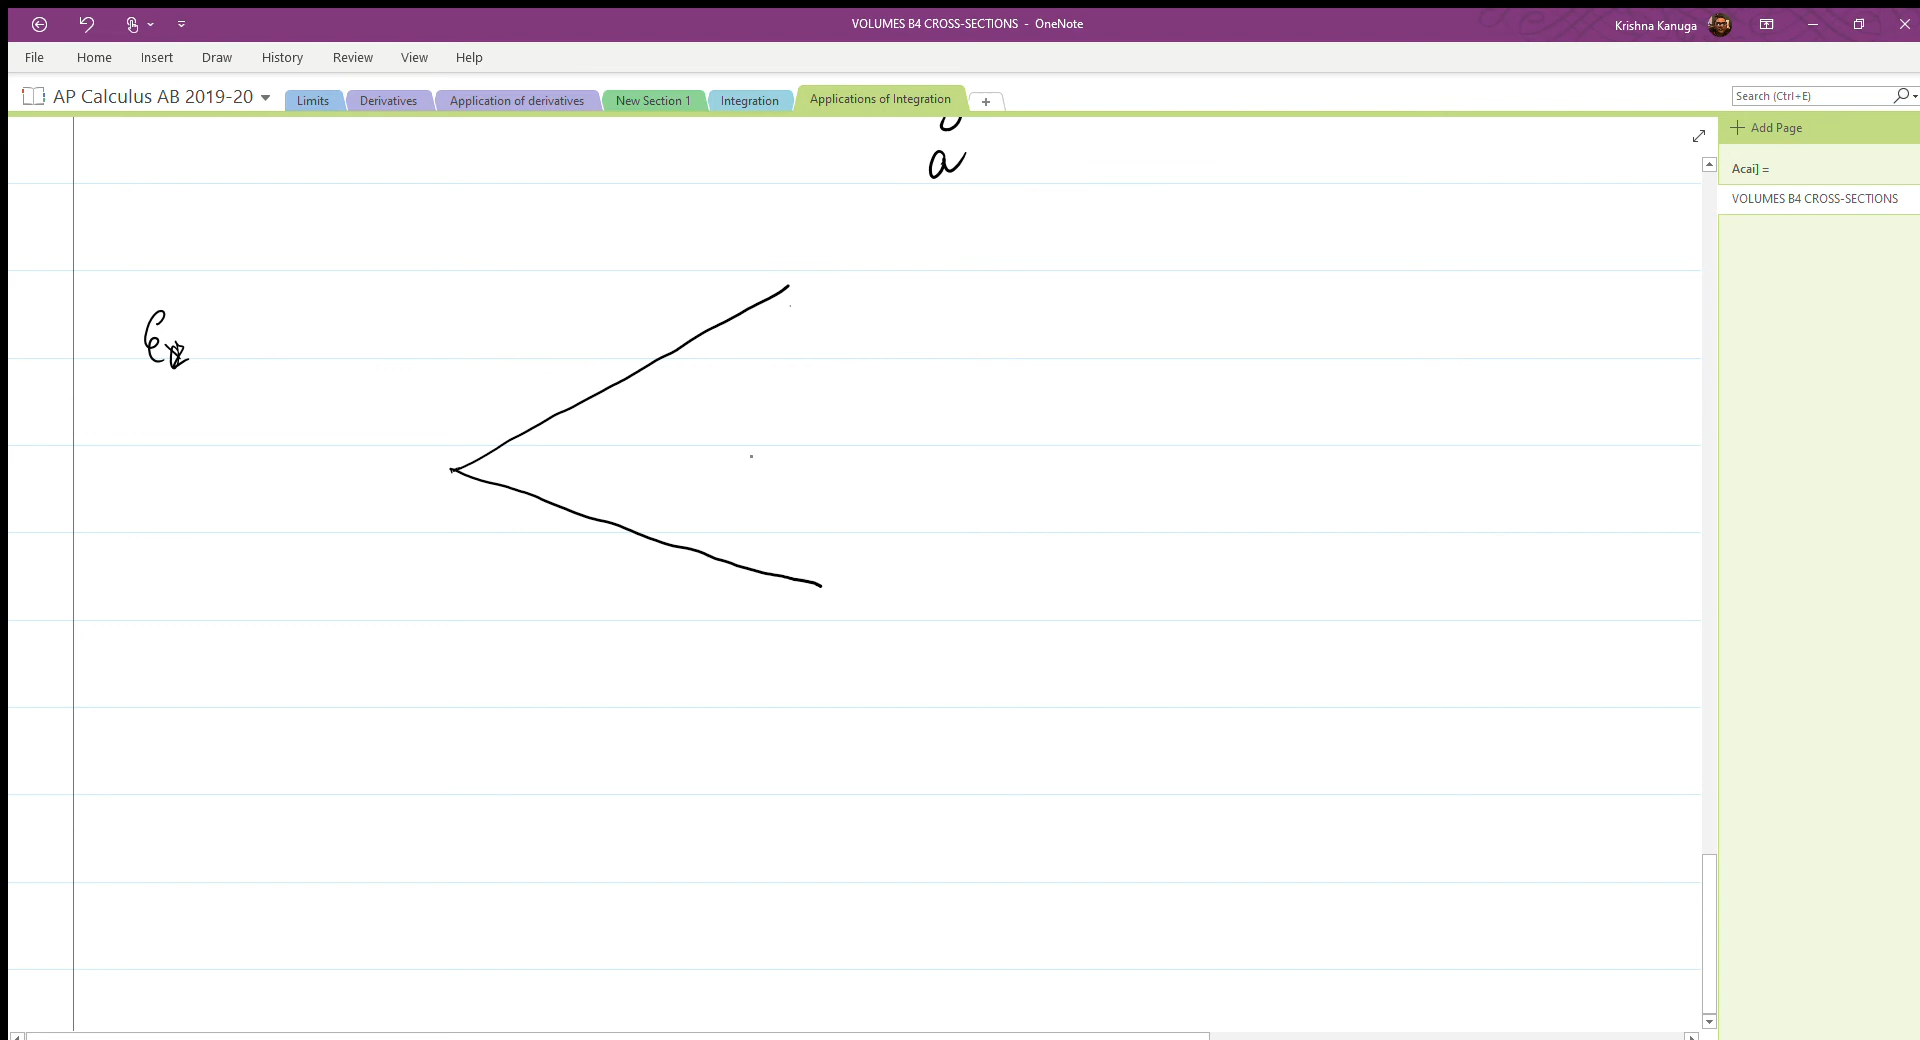 VOLUMES B4 CROSS-SECTIONS - OneNote
Krishna Kanuga
File Home Insert Draw History Review View Help
AP Calculus AB 2019-20
Limits Derivatives Application of derivatives New Section 1 Integration Applications of Integration
Search (Ctrl+E)
Add Page
Acai] =
VOLUMES B4 CROSS-SECTIONS
a